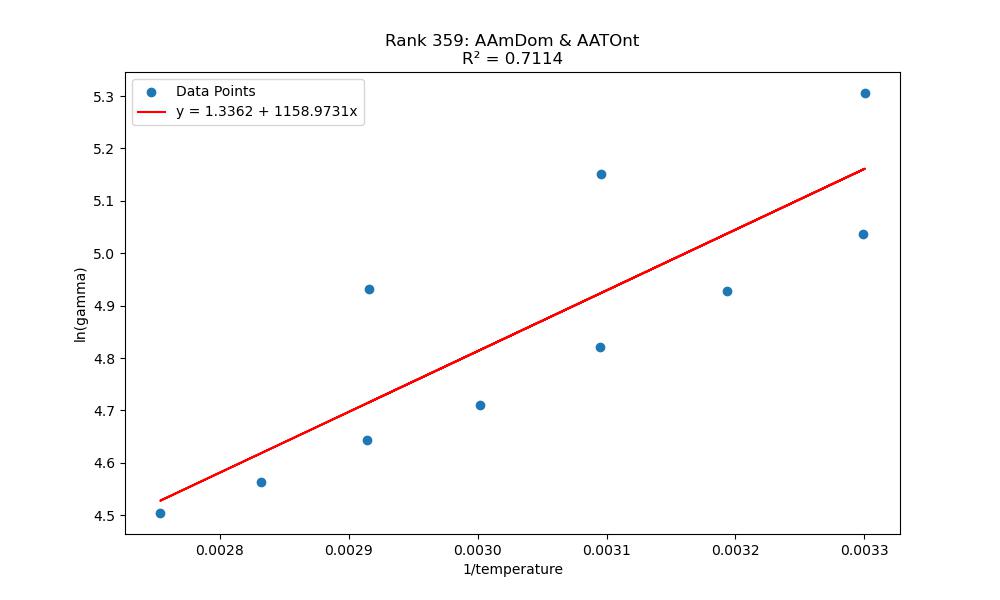 Rank 359: AAmDom & AATOnt
R² = 0.7114
Data Points
y = 1.3362 + 1158.9731x
5.3
5.2
5.1
5.0
4.9
4.8
4.7
4.6
4.5
ln(gamma)
0.0028 0.0029 0.0030 0.0031 0.0032 0.0033
1/temperature